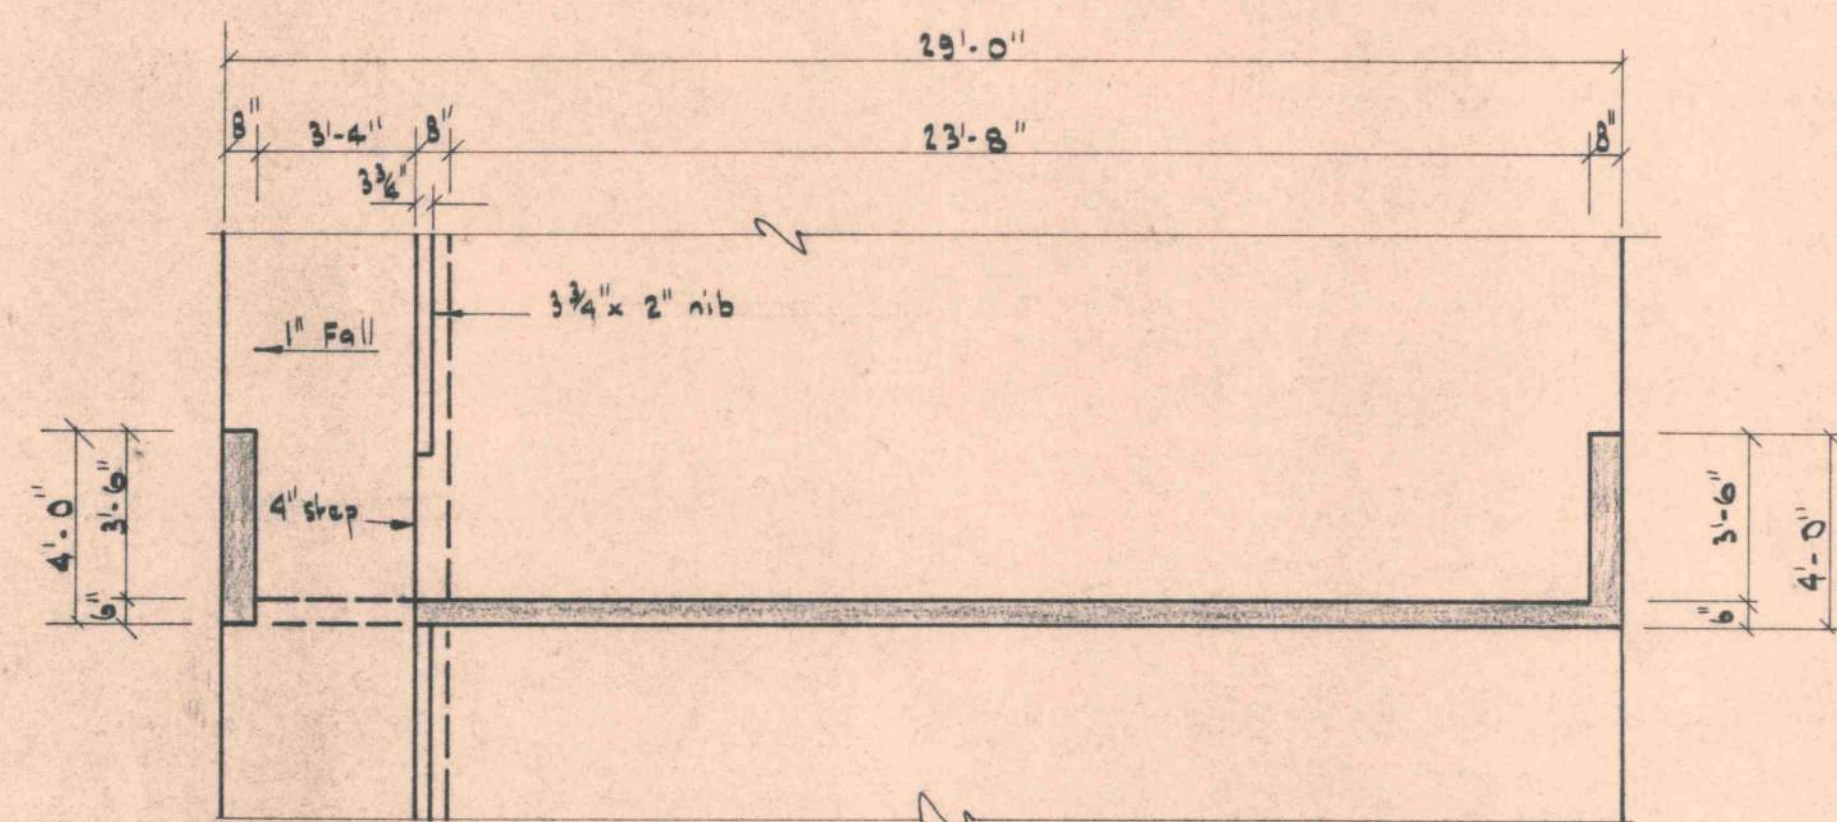 29'-0"
8" 3'-4" 8" 23'-8" 8"
3¾"
3¾" x 2" nib
1" Fall
4'-0" 3'-6" 6"
4" step
3'-6" 6" 4'-0"